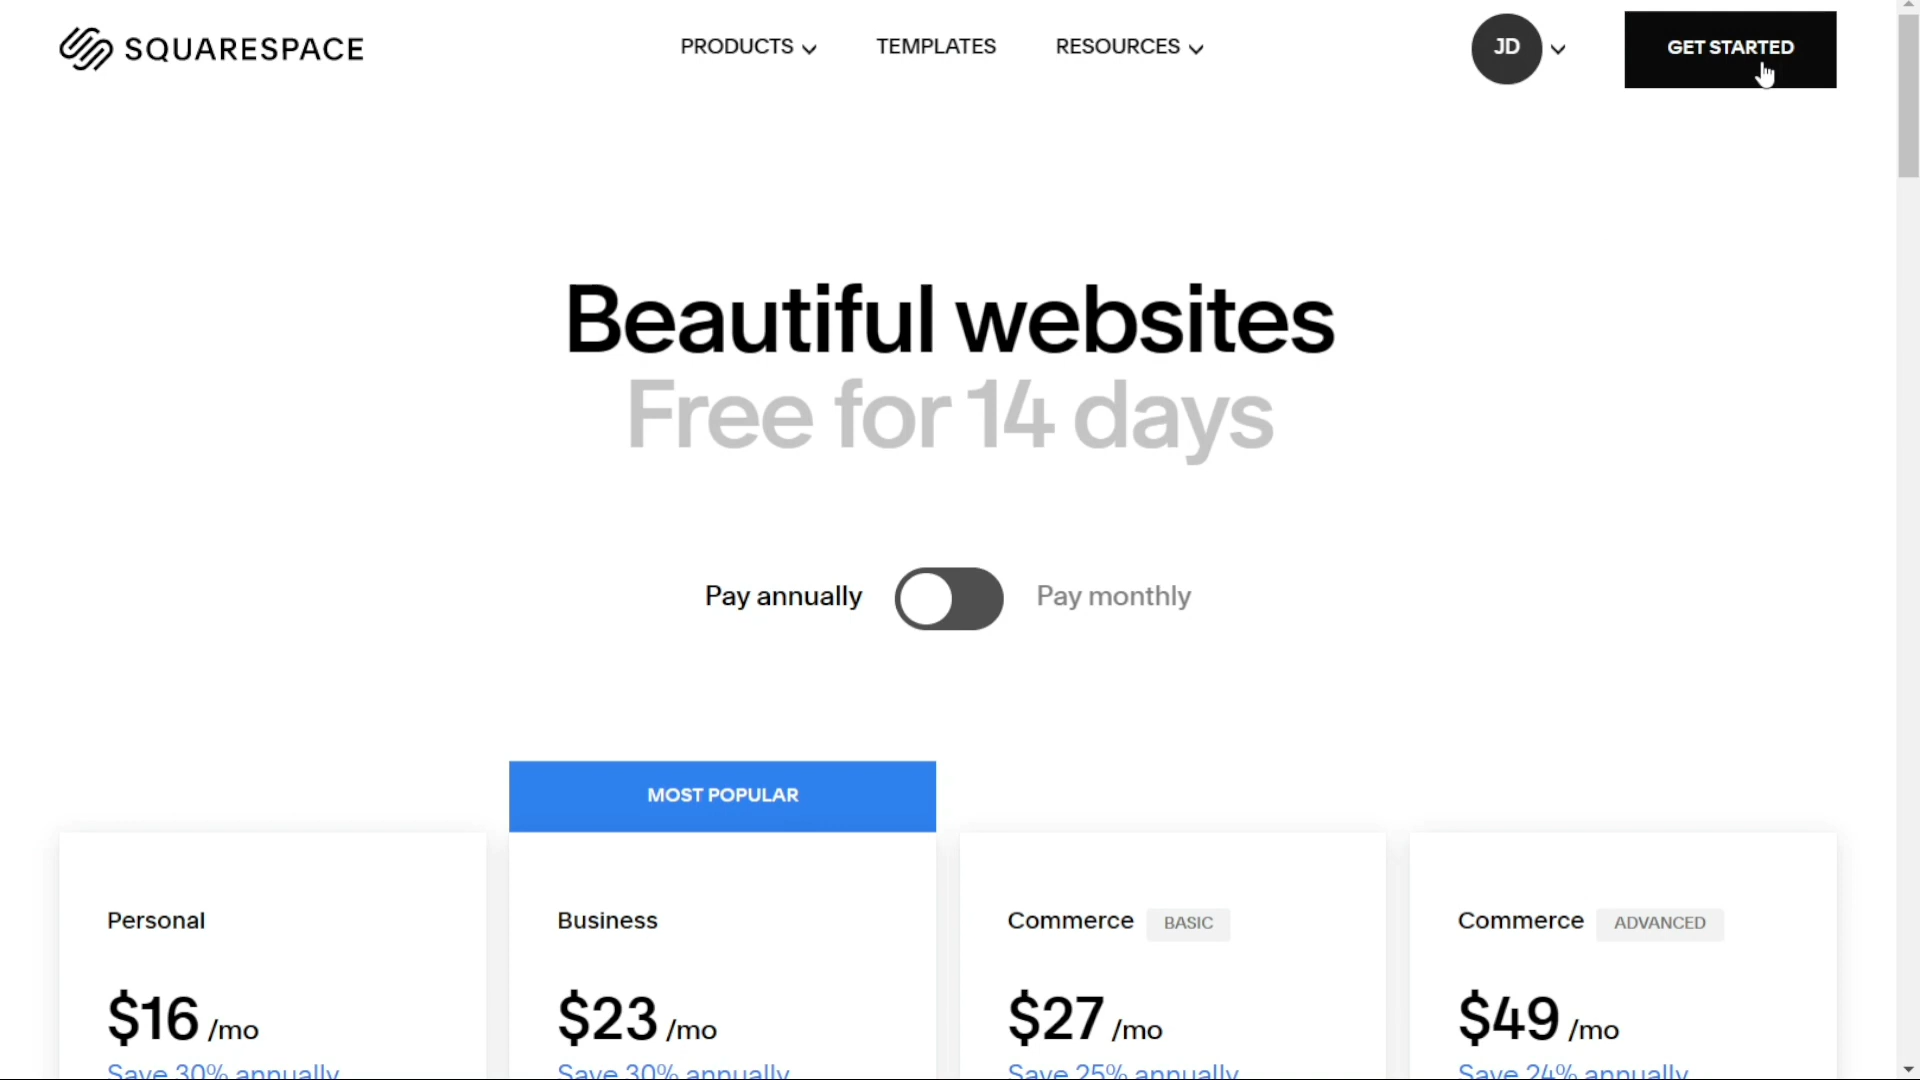 SQUARESPACE
PRODUCTS
TEMPLATES
RESOURCES
JD
GET STARTED
Beautiful websites
Free for 14 days
Pay annually
Pay monthly
MOST POPULAR
Personal
$16 /mo
Save 30% annually
Business
$23 /mo
Save 30% annually
Commerce BASIC
$27 /mo
Save 25% annually
Commerce ADVANCED
$49 /mo
Save 24% annually